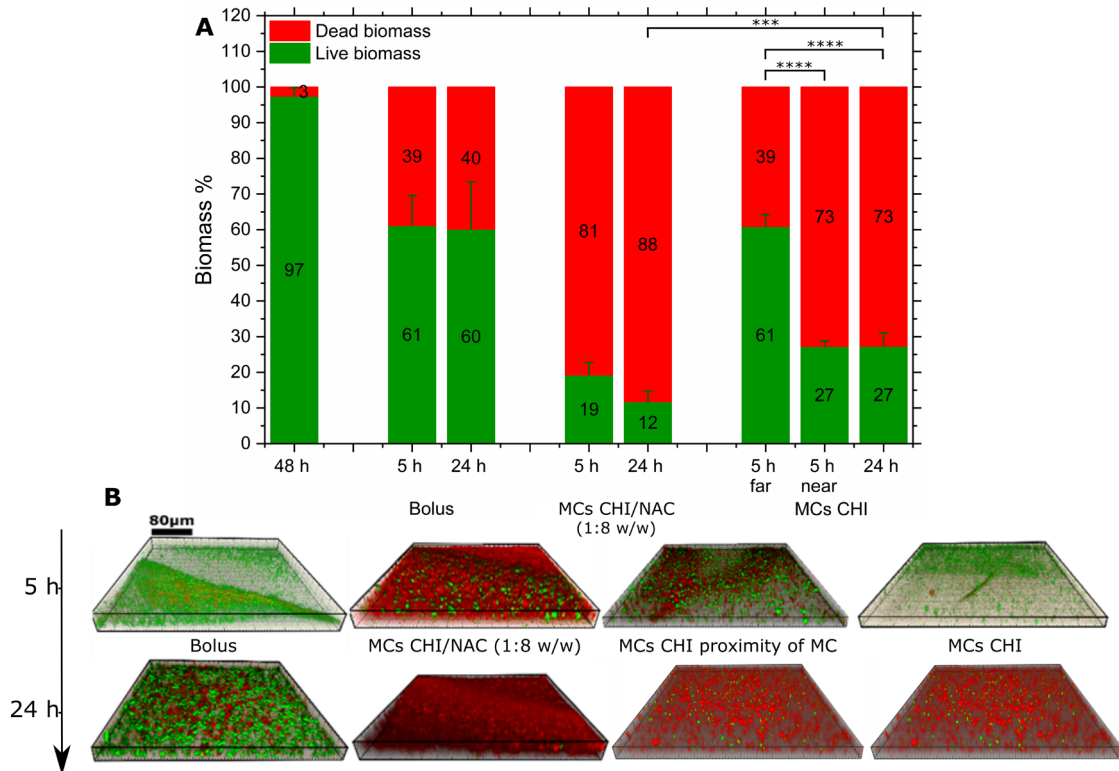 A
Dead biomass
Live biomass
***
****
****
Biomass %
120
110
100
90
80
70
60
50
40
30
20
10
0
3
97
39
61
40
60
81
19
88
12
39
61
73
27
73
27
48 h
5 h
24 h
5 h
24 h
5 h
far
5 h
near
24 h
Bolus
MCs CHI/NAC
(1:8 w/w)
MCs CHI
B
80µm
5 h
Bolus
MCs CHI/NAC (1:8 w/w)
MCs CHI proximity of MC
MCs CHI
24 h